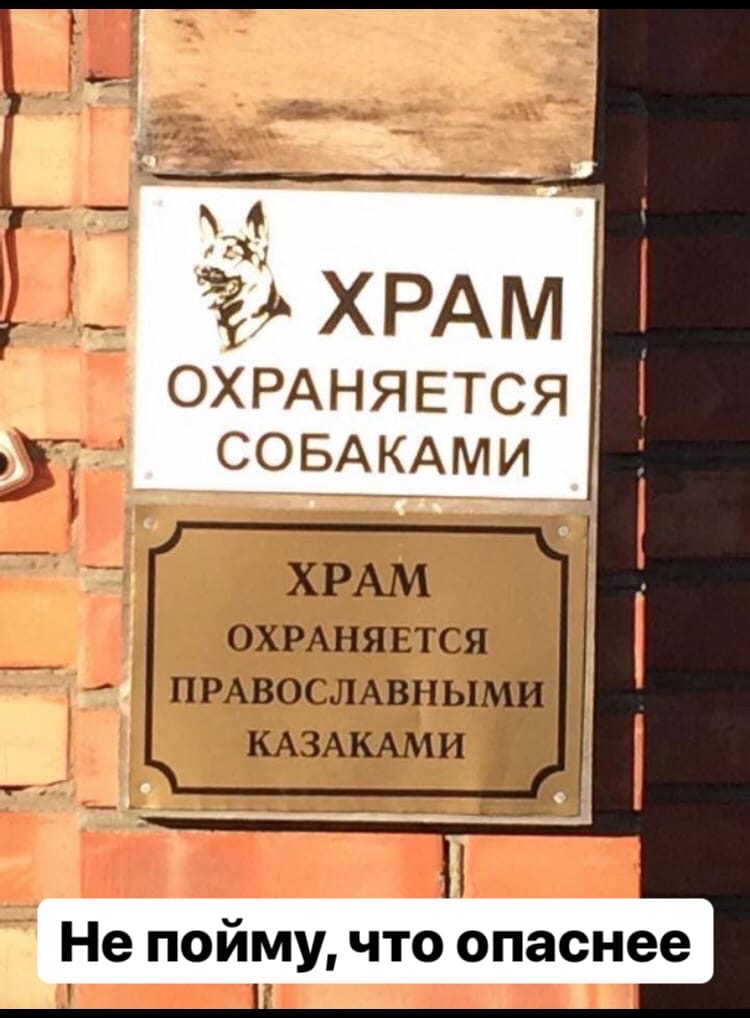 ХРАМ
ОХРАНЯЕТСЯ
СОБАКАМИ
ХРАМ
ОХРАНЯЕТСЯ
ПРАВОСЛАВНЫМИ
КАЗАКАМИ
Не пойму, что опаснее